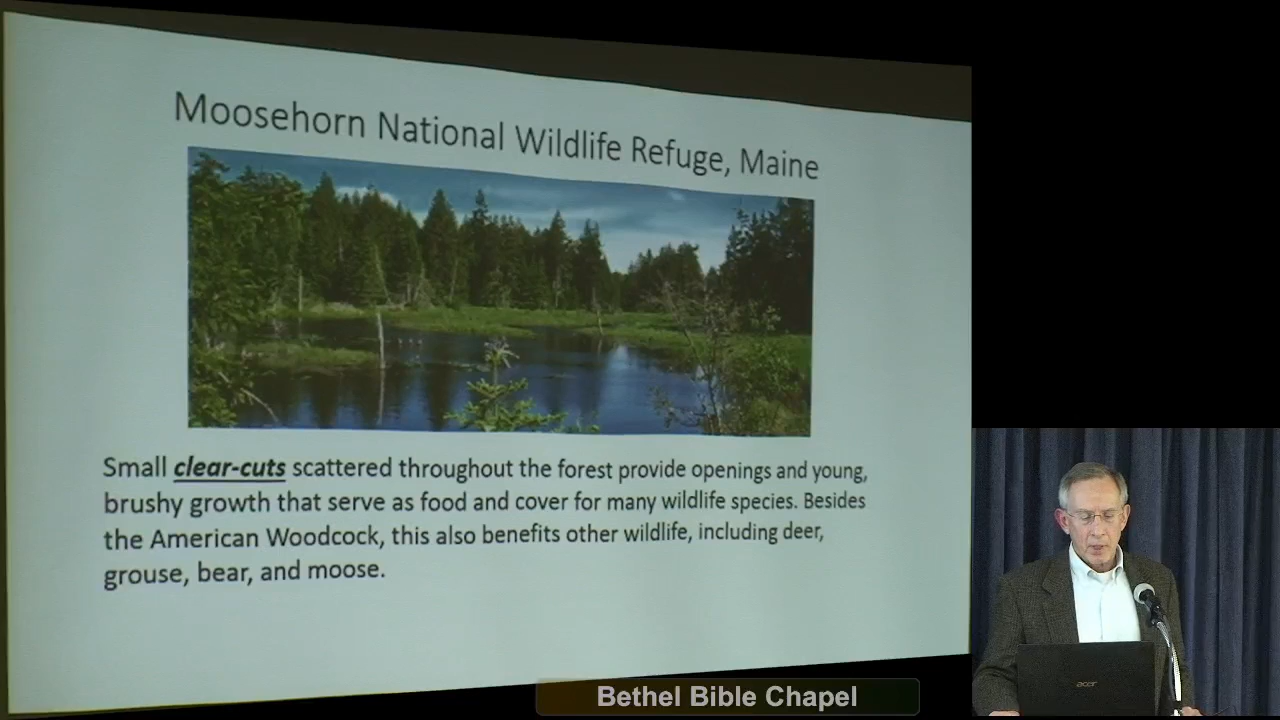 Moosehorn National Wildlife Refuge, Maine
Small clear-cuts scattered throughout the forest provide openings and young,
brushy growth that serve as food and cover for many wildlife species. Besides
the American Woodcock, this also benefits other wildlife, including deer,
grouse, bear, and moose.
acer
Bethel Bible Chapel